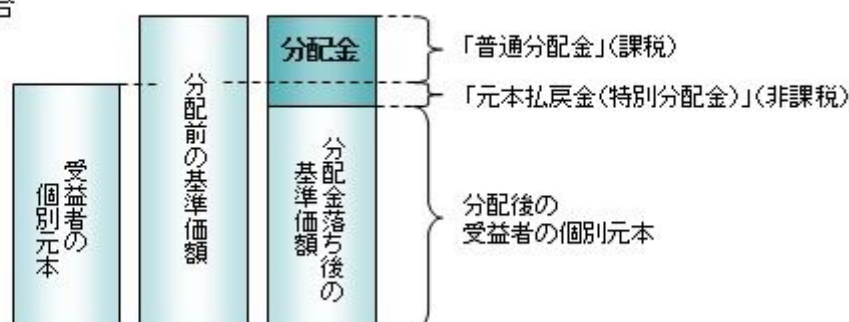 分配金
「普通分配金」(課税)
「元本払戻金(特別分配金)」(非課税)
受益者の
個別元本
分配前の基準価額
分配金落ち後の
基準価額
分配後の
受益者の個別元本